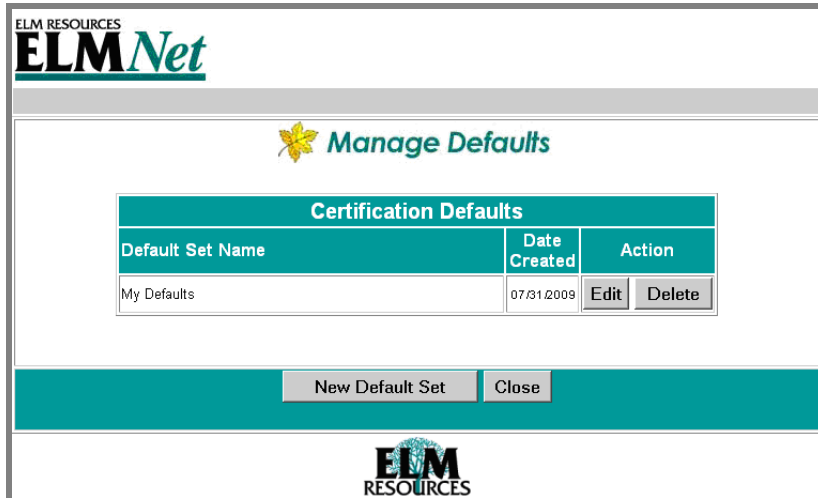 ELM RESOURCES
ELMNet
Manage Defaults
Certification Defaults
Default Set Name
Date Created
Action
My Defaults
07/31/2009
Edit
Delete
New Default Set
Close
ELM
RESOURCES